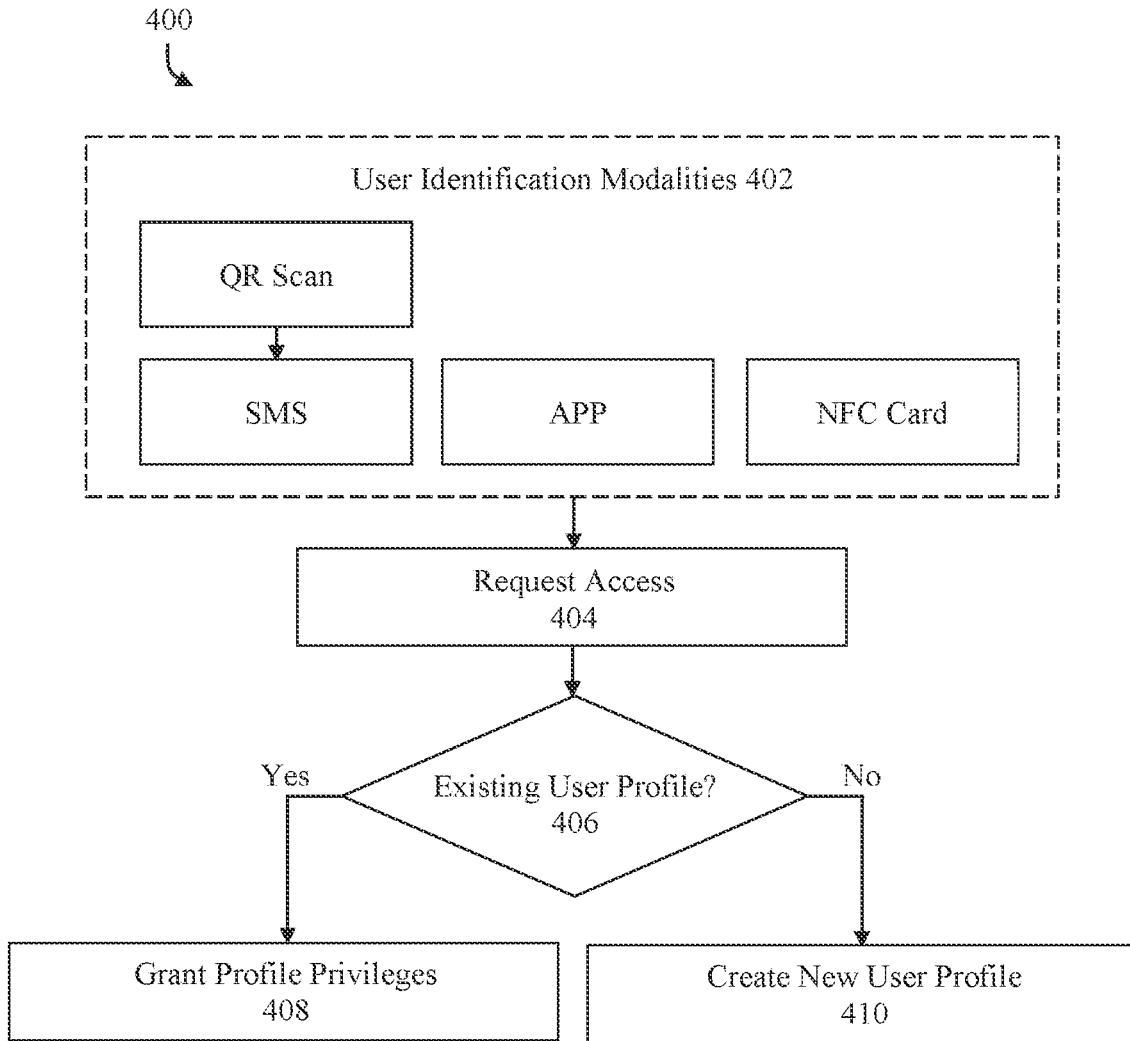 400
User Identification Modalities 402
QR Scan
SMS
APP
NFC Card
Request Access
404
Yes
No
Existing User Profile?
406
Grant Profile Privileges
408
Create New User Profile
410